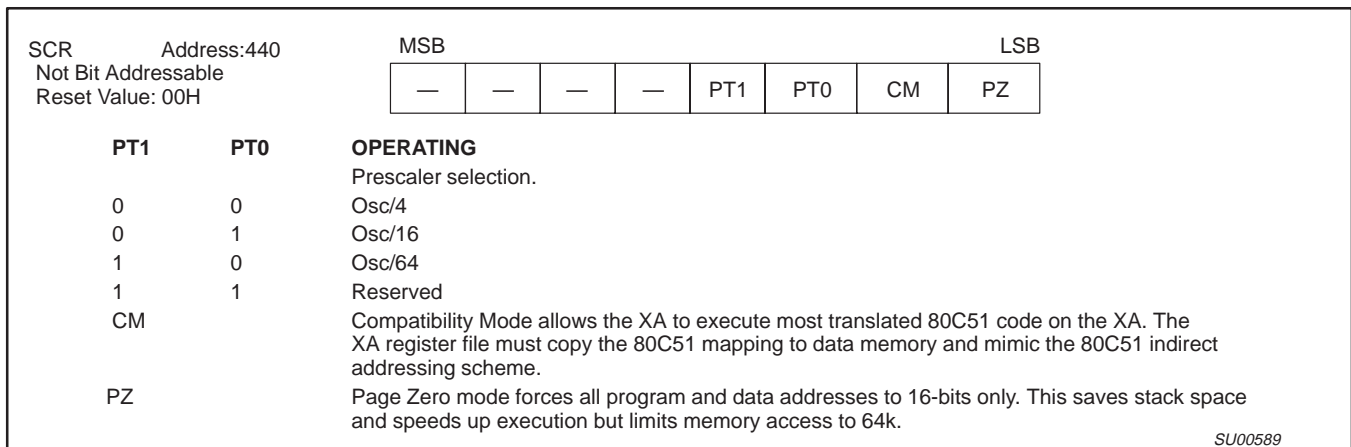 SCR Address:440 MSB LSB
Not Bit Addressable
Reset Value: 00H
— — — — PT1 PT0 CM PZ
PT1 PT0 OPERATING
Prescaler selection.
0 0 Osc/4
0 1 Osc/16
1 0 Osc/64
1 1 Reserved
CM Compatibility Mode allows the XA to execute most translated 80C51 code on the XA. The
XA register file must copy the 80C51 mapping to data memory and mimic the 80C51 indirect
addressing scheme.
PZ Page Zero mode forces all program and data addresses to 16-bits only. This saves stack space
and speeds up execution but limits memory access to 64k.
SU00589